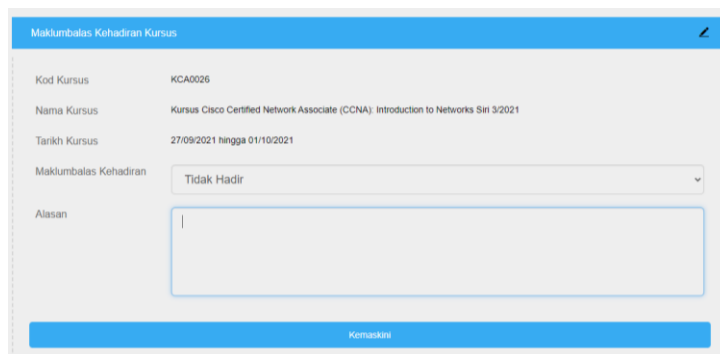 Maklumbalas Kehadiran Kursus
Kod Kursus KCA0026
Nama Kursus Kursus Cisco Certified Network Associate (CCNA): Introduction to Networks Siri 3/2021
Tarikh Kursus 27/09/2021 hingga 01/10/2021
Maklumbalas Kehadiran Tidak Hadir
Alasan
Kemaskini